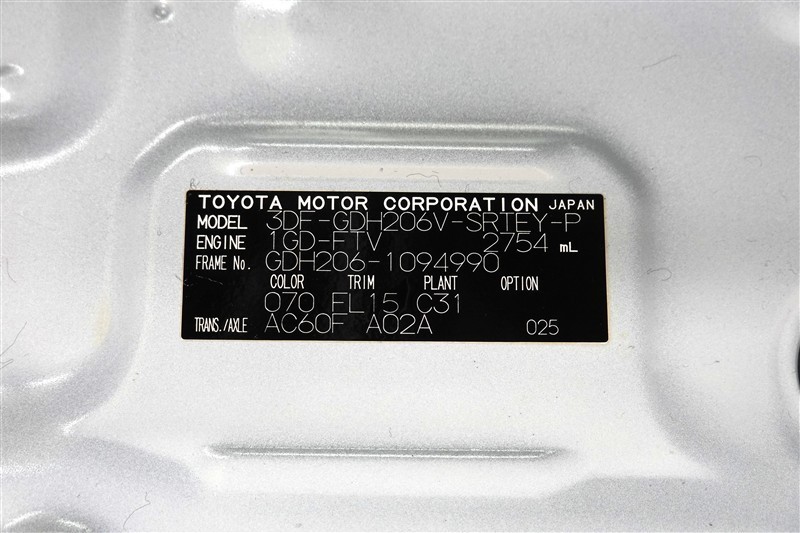 TOYOTA MOTOR CORPORATION JAPAN
MODEL 3DF-GDH206V-SRTEY-P
ENGINE 1GD-FTV 2754 mL
FRAME No. GDH206-1094990
COLOR TRIM PLANT OPTION
070 FL15 C31
TRANS./AXLE AC60F A02A 025